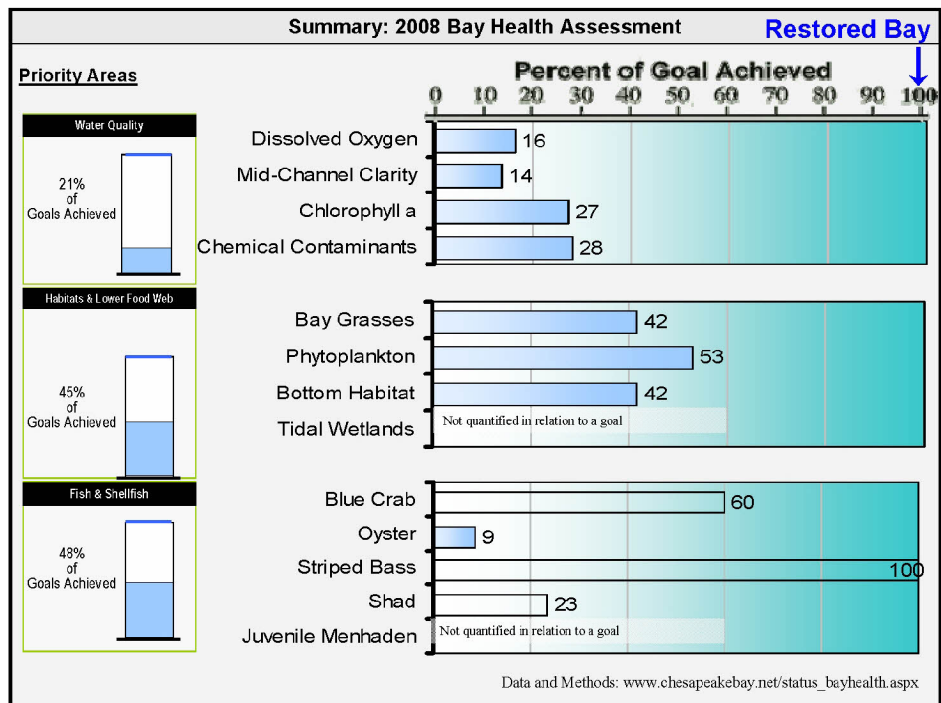 Summary: 2008 Bay Health Assessment
Restored Bay
Priority Areas
Percent of Goal Achieved
0 10 20 30 40 50 60 70 80 90 100
Water Quality
21%
of
Goals Achieved
Dissolved Oxygen 16
Mid-Channel Clarity 14
Chlorophyll a 27
Chemical Contaminants 28
Habitats & Lower Food Web
45%
of
Goals Achieved
Bay Grasses 42
Phytoplankton 53
Bottom Habitat 42
Tidal Wetlands Not quantified in relation to a goal
Fish & Shellfish
48%
of
Goals Achieved
Blue Crab 60
Oyster 9
Striped Bass 100
Shad 23
Juvenile Menhaden Not quantified in relation to a goal
Data and Methods: www.chesapeakebay.net/status_bayhealth.aspx